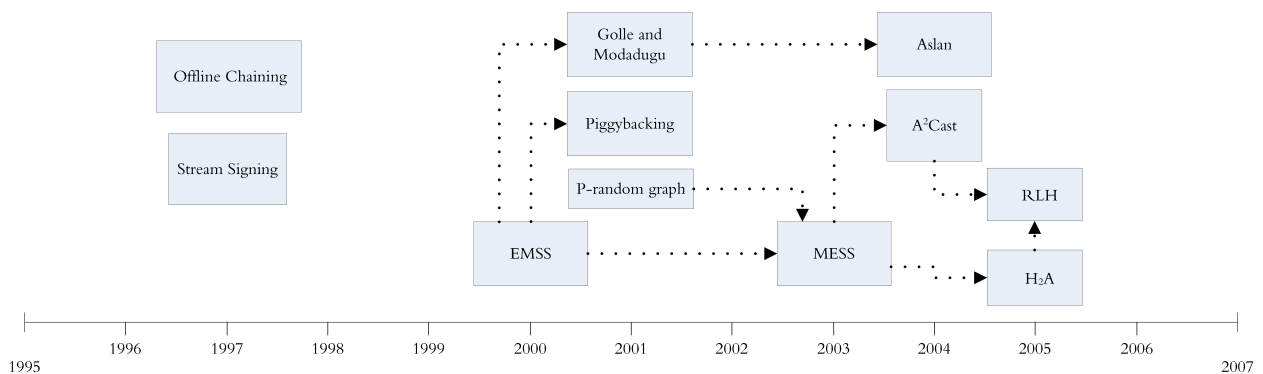 Offline Chaining
Stream Signing
Golle and
Modadugu
Piggybacking
P-random graph
EMSS
MESS
Aslan
A²Cast
RLH
H₂A
1995
1996
1997
1998
1999
2000
2001
2002
2003
2004
2005
2006
2007